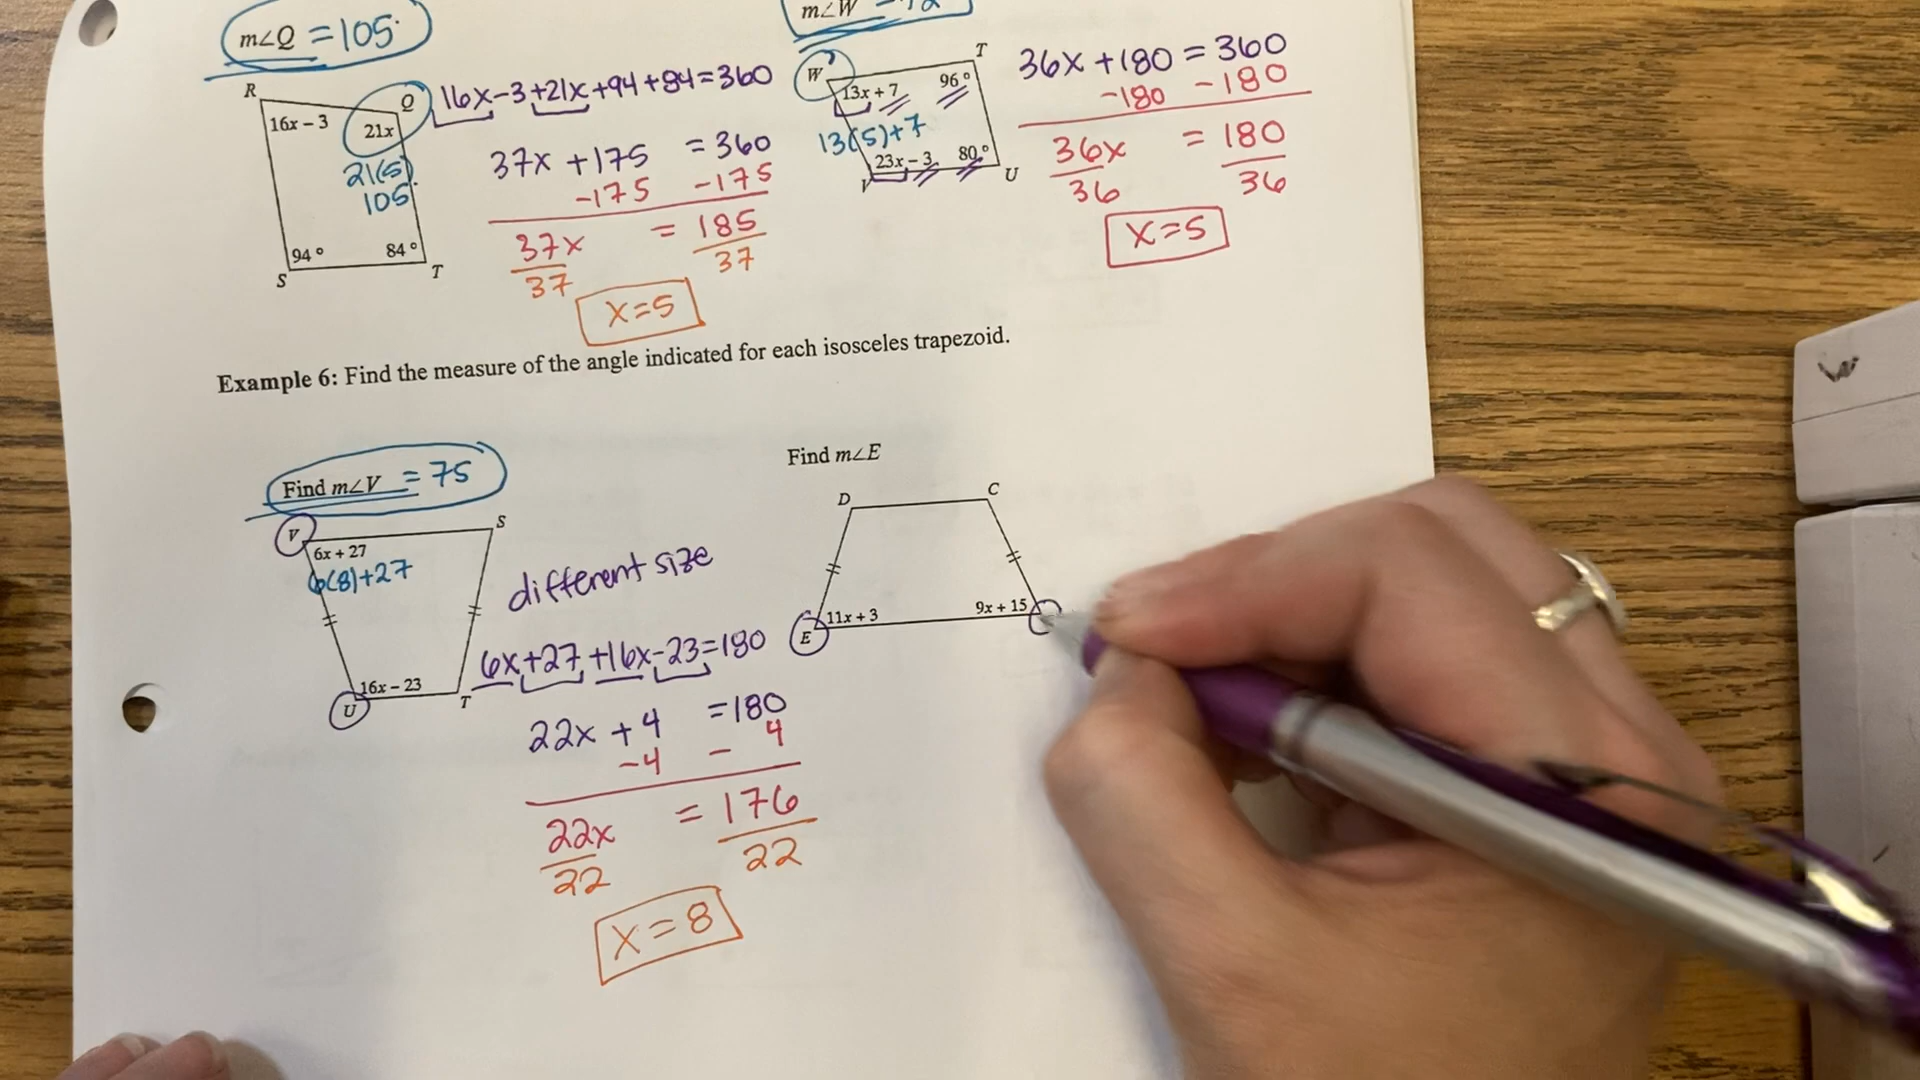 m∠Q = 105°
m∠W
R
Q
16x – 3
21x
21(5)
105
94°
84°
S
T
16x-3+21x+94+84=360
37x +175 = 360
-175 -175
37x = 185
37 37
x=5
W
T
13x + 7
96°
13(5)+7
23x – 3
80°
V
U
36x +180 = 360
-180 -180
36x = 180
36 36
x=5
Example 6: Find the measure of the angle indicated for each isosceles trapezoid.
Find m∠V = 75
V
S
6x + 27
6(8)+27
16x – 23
U
T
different size
6x+27+16x-23=180
22x + 4 =180
-4 - 4
22x = 176
22 22
x = 8
Find m∠E
D
C
11x + 3
9x + 15
E